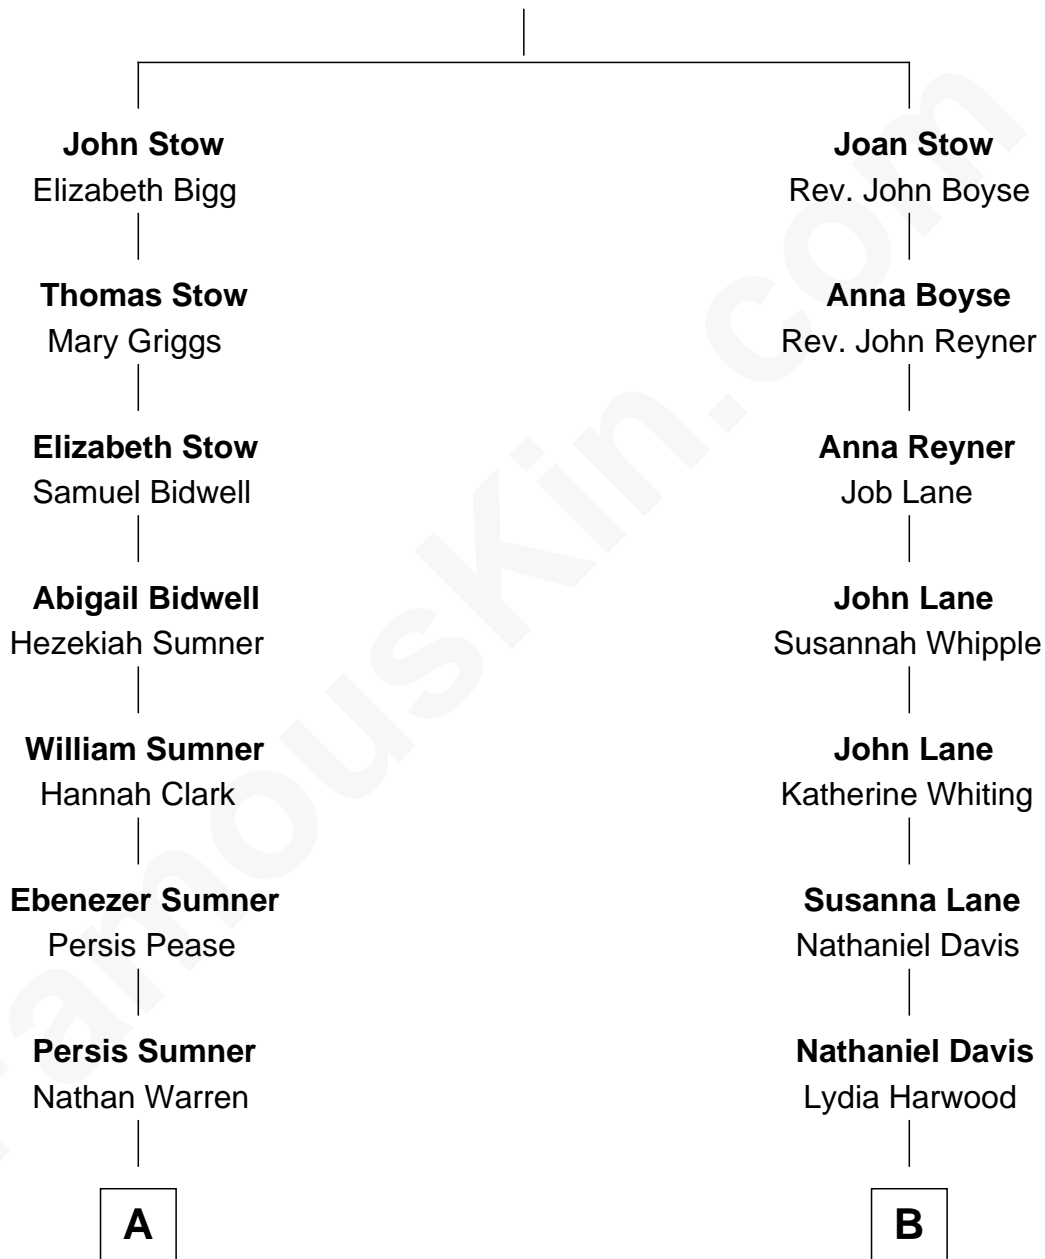 John Stow
Elizabeth Bigg
Thomas Stow
Mary Griggs
Elizabeth Stow
Samuel Bidwell
Abigail Bidwell
Hezekiah Sumner
William Sumner
Hannah Clark
Ebenezer Sumner
Persis Pease
Persis Sumner
Nathan Warren
A
Joan Stow
Rev. John Boyse
Anna Boyse
Rev. John Reyner
Anna Reyner
Job Lane
John Lane
Susannah Whipple
John Lane
Katherine Whiting
Susanna Lane
Nathaniel Davis
Nathaniel Davis
Lydia Harwood
B
FamousKin.com